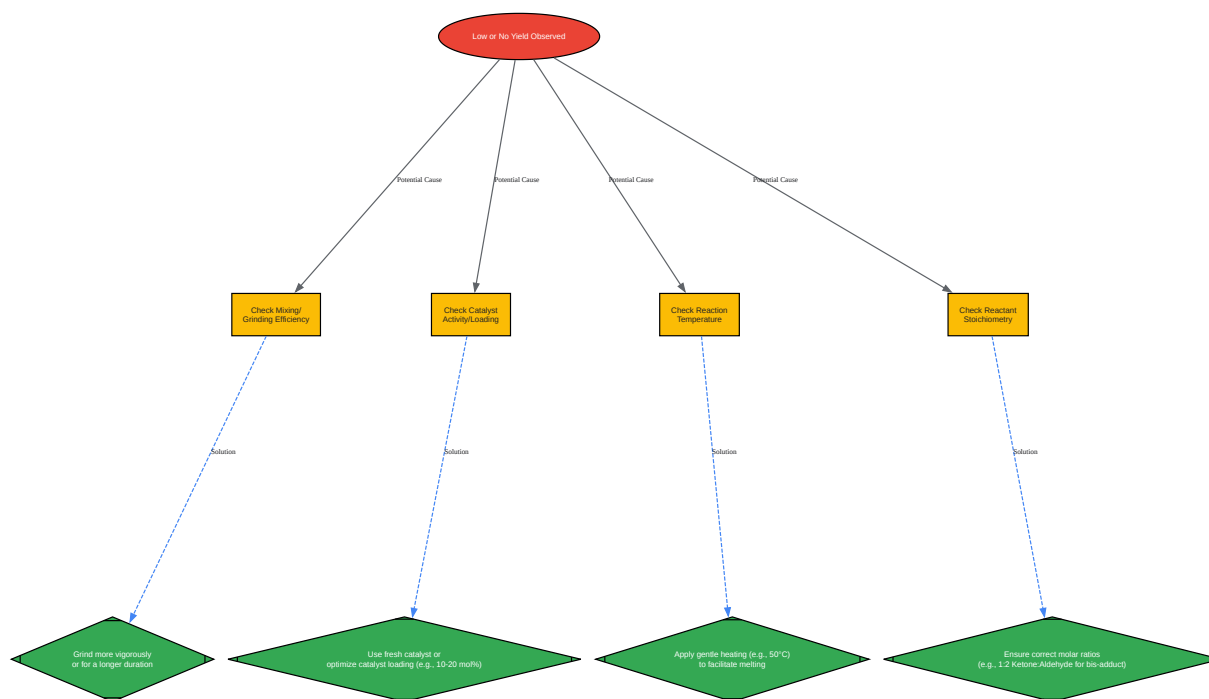 Low or No Yield Observed
Potential Cause
Potential Cause
Potential Cause
Potential Cause
Check Mixing/
Grinding Efficiency
Check Catalyst
Activity/Loading
Check Reaction
Temperature
Check Reactant
Stoichiometry
Solution
Solution
Solution
Solution
Grind more vigorously
or for a longer duration
Use fresh catalyst or
optimize catalyst loading (e.g., 10-20 mol%)
Apply gentle heating (e.g., 50°C)
to facilitate melting
Ensure correct molar ratios
(e.g., 1:2 Ketone:Aldehyde for bis-adduct)